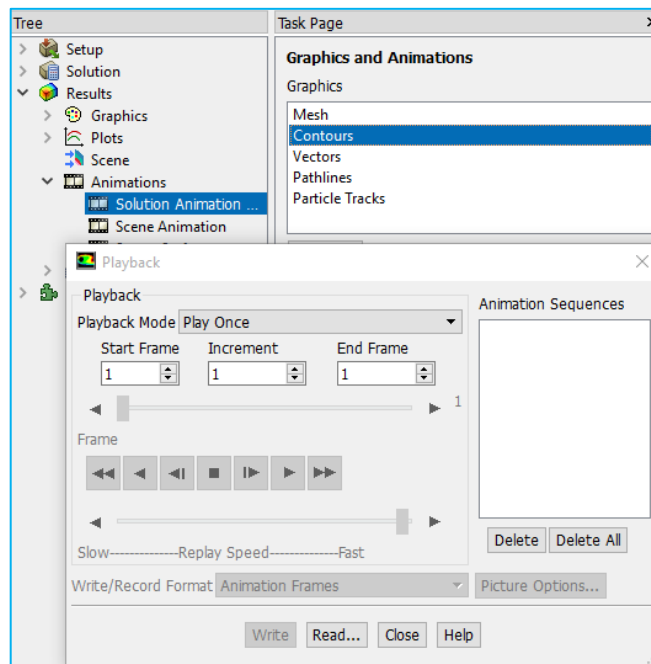 Tree
Task Page
Setup
Solution
Results
Graphics
Plots
Scene
Animations
Solution Animation ...
Scene Animation
Graphics and Animations
Graphics
Mesh
Contours
Vectors
Pathlines
Particle Tracks
Playback
Playback
Playback Mode Play Once
Start Frame Increment End Frame
1 1 1
1
Frame
Slow--------------Replay Speed--------------Fast
Write/Record Format Animation Frames
Picture Options...
Animation Sequences
Delete Delete All
Write Read... Close Help